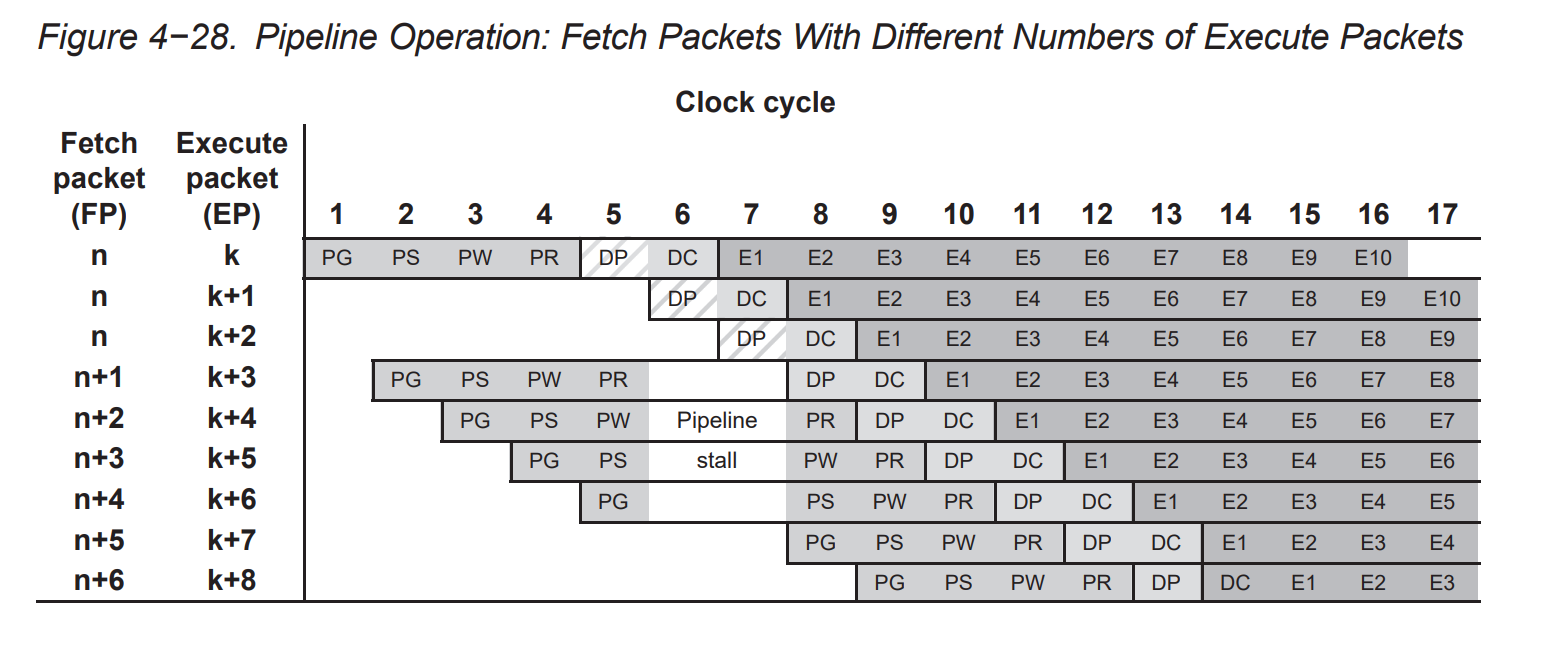 Figure 4−28. Pipeline Operation: Fetch Packets With Different Numbers of Execute Packets
Clock cycle
Fetch packet (FP) Execute packet (EP) 1 2 3 4 5 6 7 8 9 10 11 12 13 14 15 16 17
n k PG PS PW PR DP DC E1 E2 E3 E4 E5 E6 E7 E8 E9 E10
n k+1 DP DC E1 E2 E3 E4 E5 E6 E7 E8 E9 E10
n k+2 DP DC E1 E2 E3 E4 E5 E6 E7 E8 E9
n+1 k+3 PG PS PW PR DP DC E1 E2 E3 E4 E5 E6 E7 E8
n+2 k+4 PG PS PW Pipeline PR DP DC E1 E2 E3 E4 E5 E6 E7
n+3 k+5 PG PS stall PW PR DP DC E1 E2 E3 E4 E5 E6
n+4 k+6 PG PS PW PR DP DC E1 E2 E3 E4 E5
n+5 k+7 PG PS PW PR DP DC E1 E2 E3 E4
n+6 k+8 PG PS PW PR DP DC E1 E2 E3